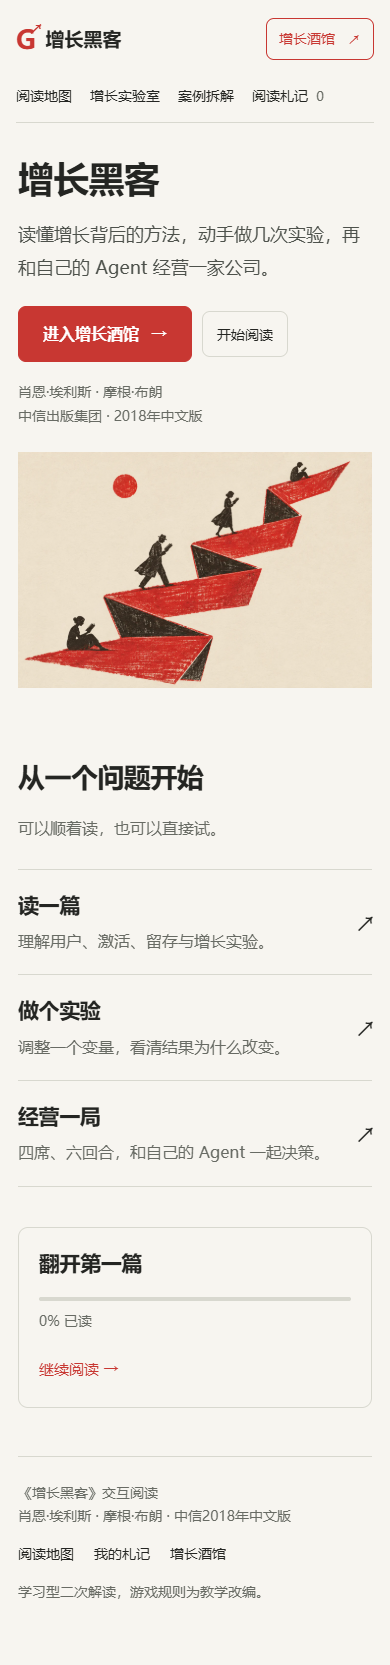 G 增长黑客
增长酒馆 ↗
阅读地图 增长实验室 案例拆解 阅读札记 0
增长黑客
读懂增长背后的方法，动手做几次实验，再
和自己的 Agent 经营一家公司。
进入增长酒馆 →
开始阅读
肖恩·埃利斯 · 摩根·布朗
中信出版集团 · 2018年中文版
从一个问题开始
可以顺着读，也可以直接试。
读一篇
理解用户、激活、留存与增长实验。
↗
做个实验
调整一个变量，看清结果为什么改变。
↗
经营一局
四席、六回合，和自己的 Agent 一起决策。
↗
翻开第一篇
0% 已读
继续阅读 →
《增长黑客》交互阅读
肖恩·埃利斯 · 摩根·布朗 · 中信2018年中文版
阅读地图 我的札记 增长酒馆
学习型二次解读，游戏规则为教学改编。